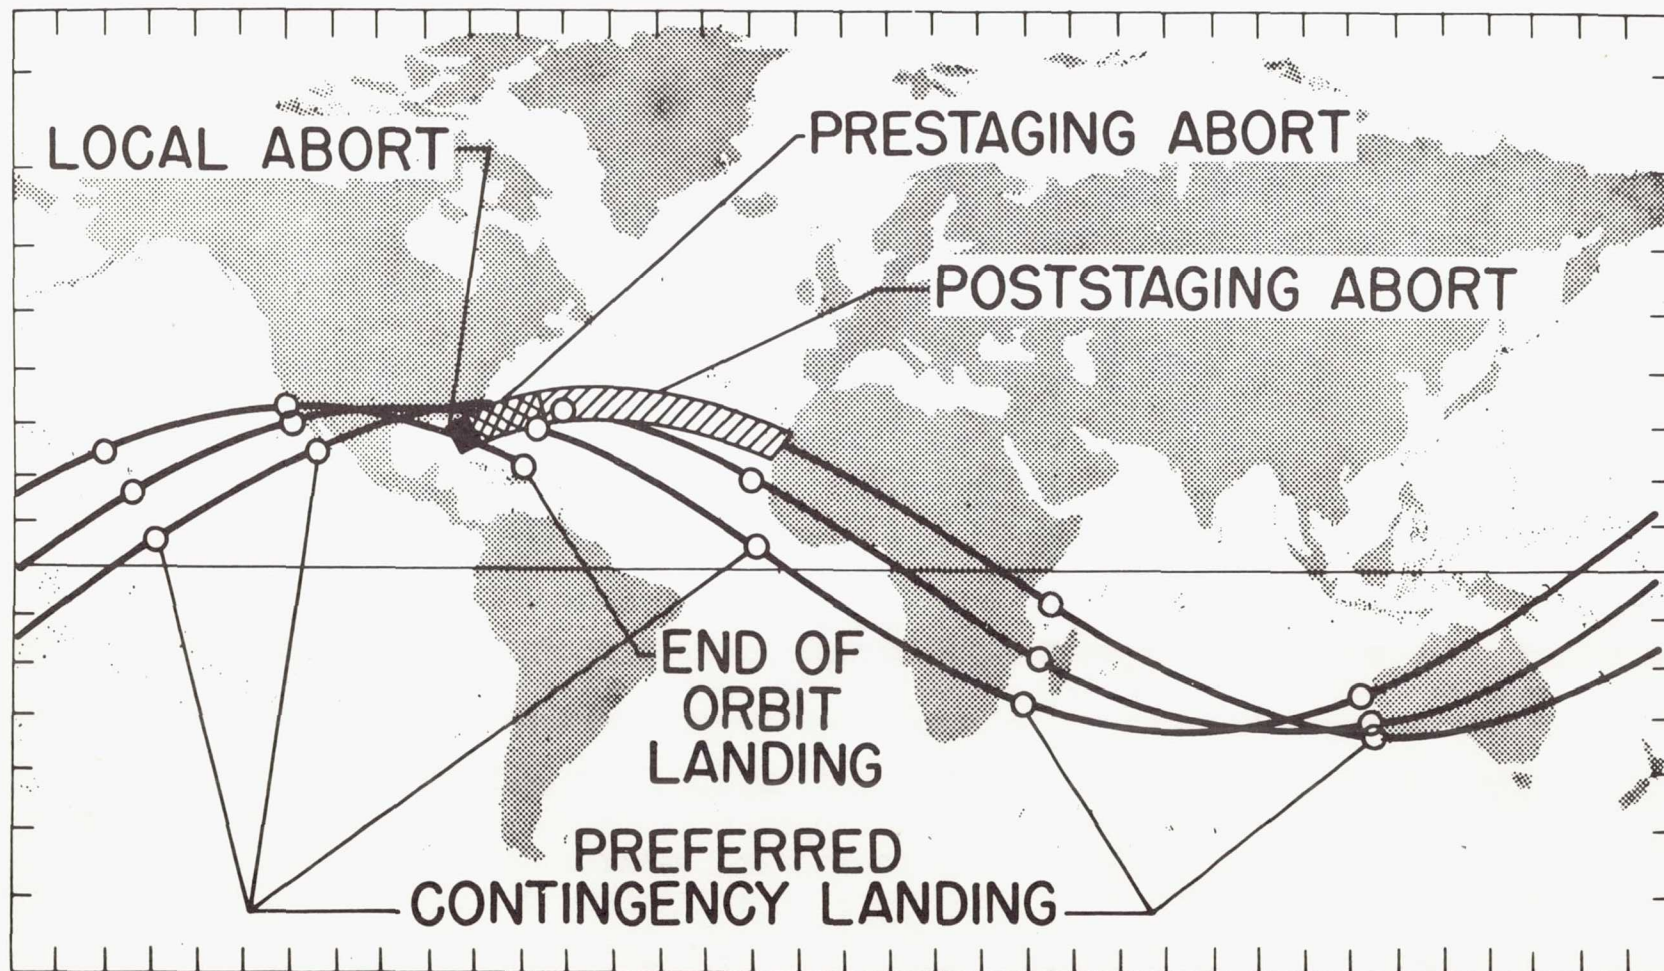 LOCAL ABORT
PRESTAGING ABORT
POSTSTAGING ABORT
END OF
ORBIT
LANDING
PREFERRED
CONTINGENCY LANDING